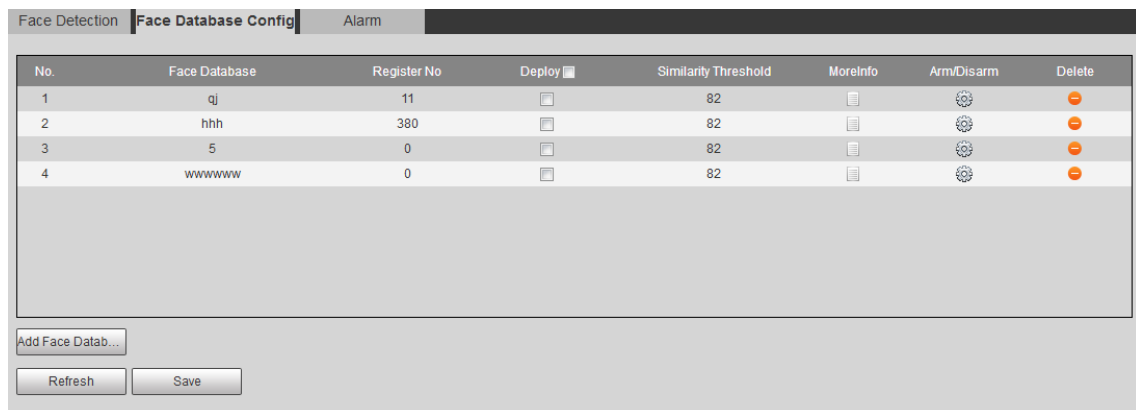 Face Detection Face Database Config Alarm
No. Face Database Register No Deploy Similarity Threshold MoreInfo Arm/Disarm Delete
1 qj 11 82
2 hhh 380 82
3 5 0 82
4 wwwwww 0 82
Add Face Datab...
Refresh Save